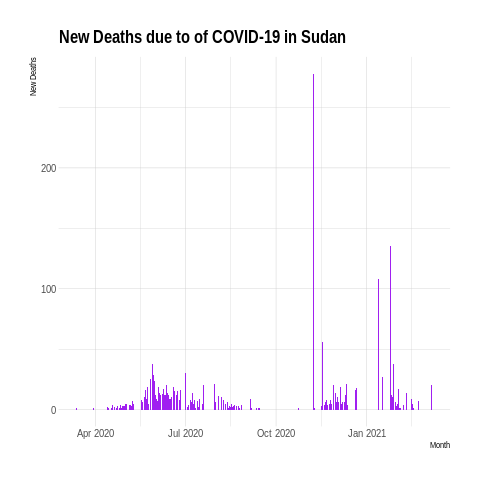 New Deaths due to of COVID-19 in Sudan
New Deaths
200
100
0
Apr 2020 Jul 2020 Oct 2020 Jan 2021
Month